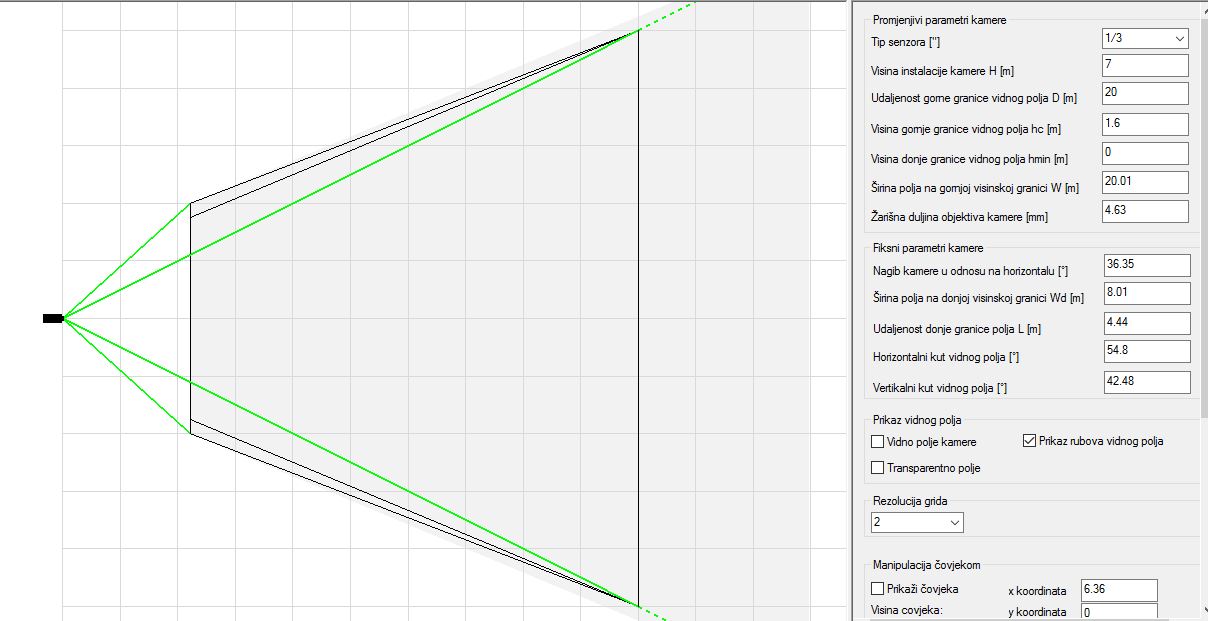 Promjenjivi parametri kamere
Tip senzora ["] 1/3
Visina instalacije kamere H [m] 7
Udaljenost gorne granice vidnog polja D [m] 20
Visina gornje granice vidnog polja hc [m] 1.6
Visina donje granice vidnog polja hmin [m] 0
Širina polja na gornjoj visinskoj granici W [m] 20.01
Žarišna duljina objektiva kamere [mm] 4.63
Fiksni parametri kamere
Nagib kamere u odnosu na horizontalu [°] 36.35
Širina polja na donjoj visinskoj granici Wd [m] 8.01
Udaljenost donje granice polja L [m] 4.44
Horizontalni kut vidnog polja [°] 54.8
Vertikalni kut vidnog polja [°] 42.48
Prikaz vidnog polja
Vidno polje kamere Prikaz rubova vidnog polja
Transparentno polje
Rezolucija grida
2
Manipulacija čovjekom
Prikaži čovjeka x koordinata 6.36
Visina covjeka: y koordinata 0